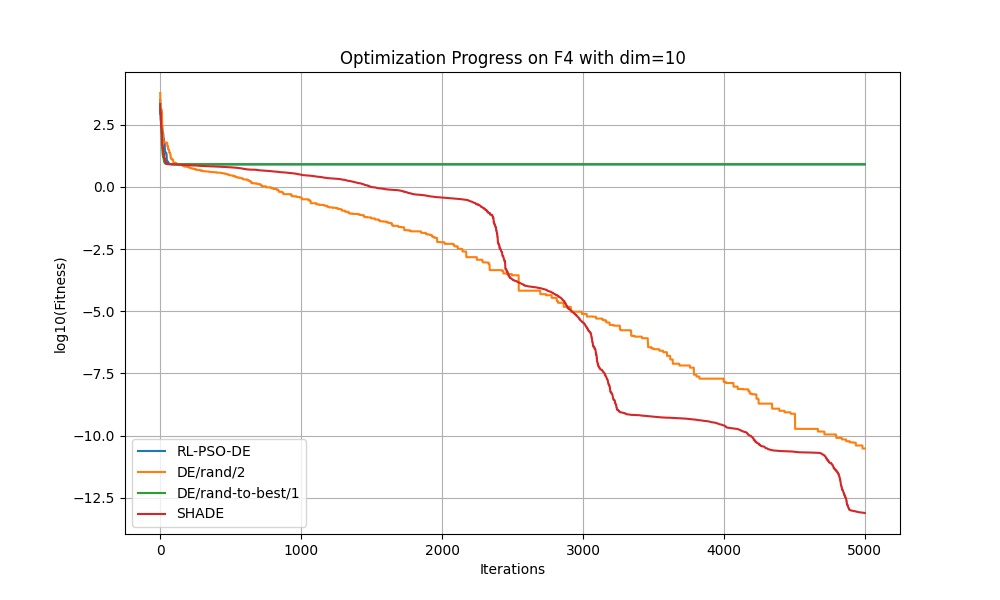 Optimization Progress on F4 with dim=10
log10(Fitness)
2.5
0.0
−2.5
−5.0
−7.5
−10.0
−12.5
RL-PSO-DE
DE/rand/2
DE/rand-to-best/1
SHADE
0 1000 2000 3000 4000 5000
Iterations